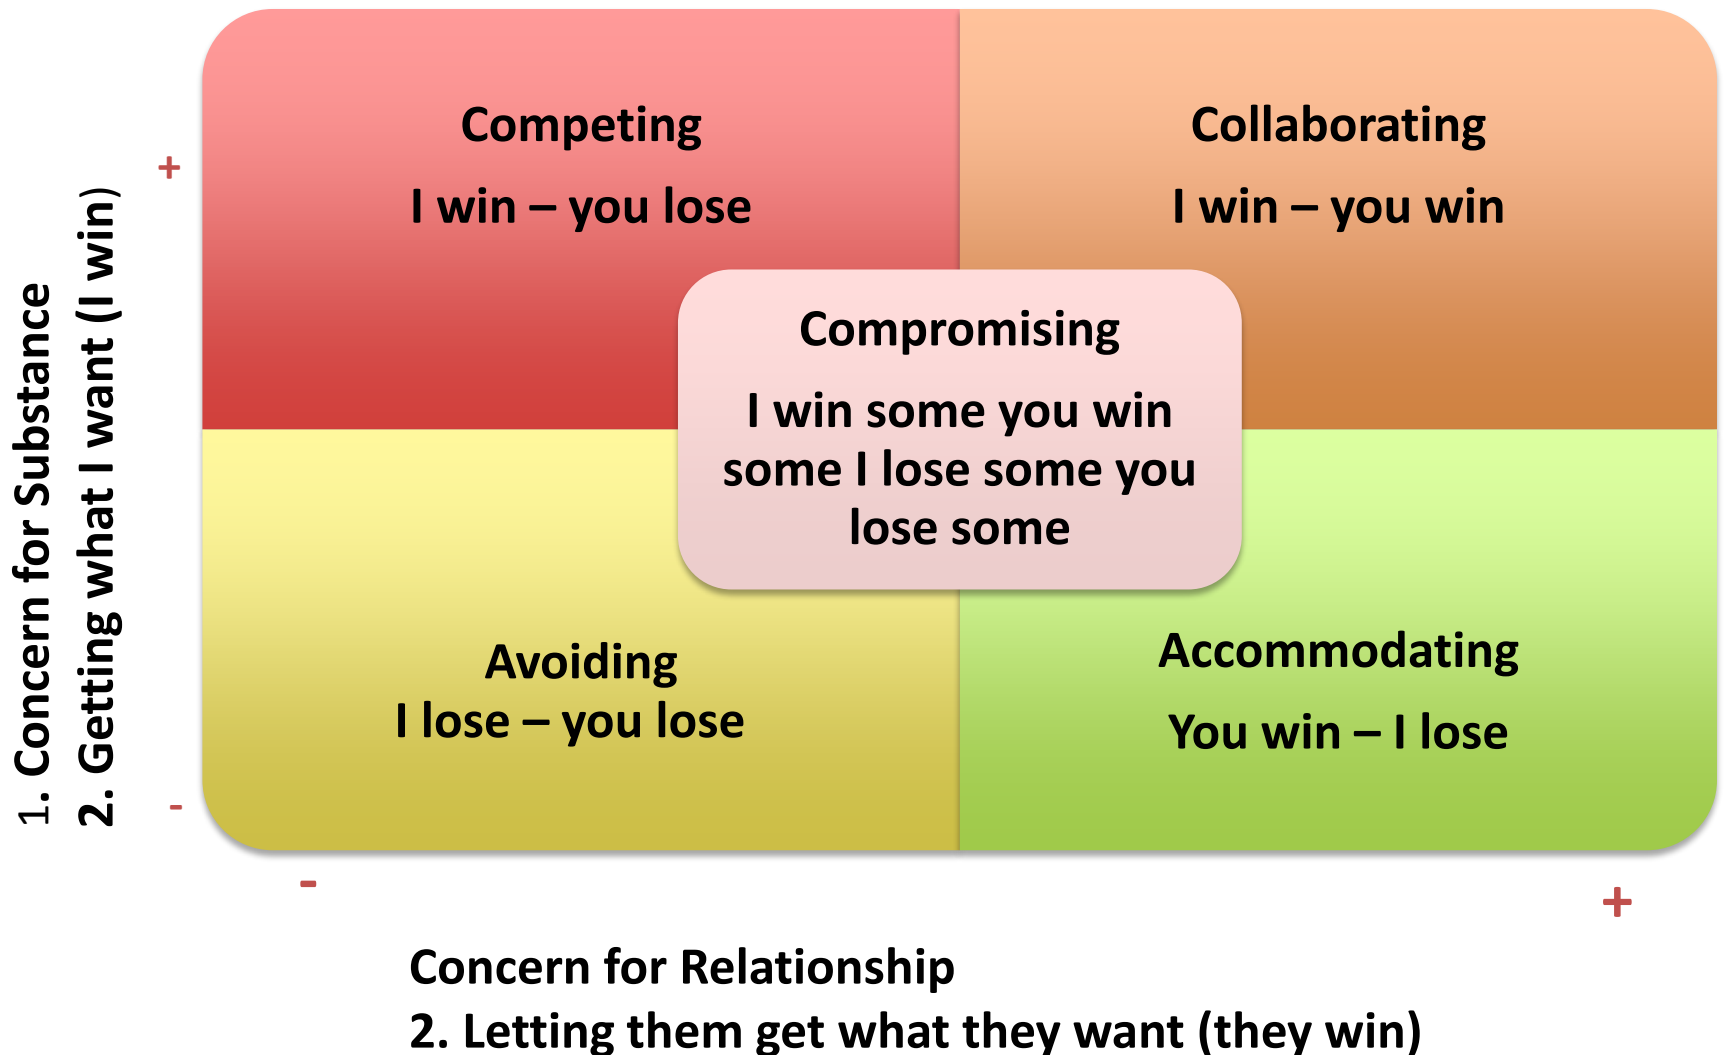 Competing
I win – you lose
Collaborating
I win – you win
Compromising
I win some you win
some I lose some you
lose some
Avoiding
I lose – you lose
Accommodating
You win – I lose
+
-
1. Concern for Substance
2. Getting what I want (I win)
-
+
Concern for Relationship
2. Letting them get what they want (they win)